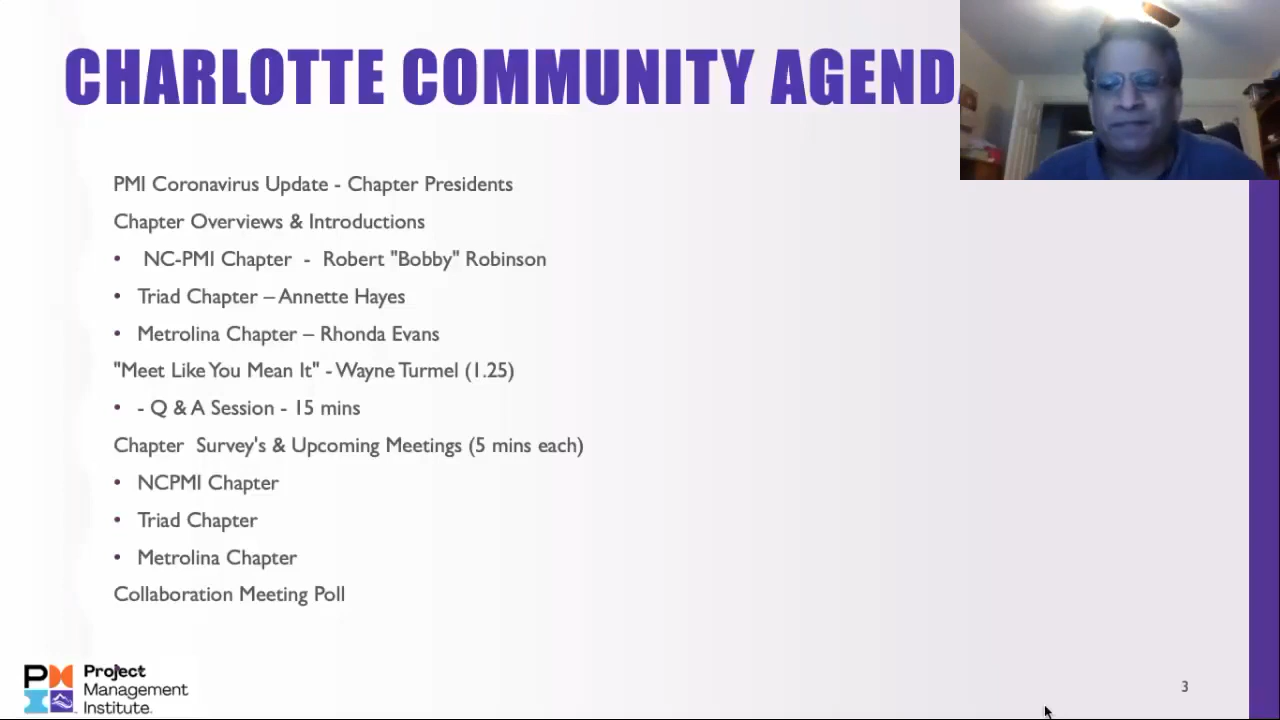 CHARLOTTE COMMUNITY AGEND
PMI Coronavirus Update - Chapter Presidents
Chapter Overviews & Introductions
• NC-PMI Chapter - Robert "Bobby" Robinson
• Triad Chapter – Annette Hayes
• Metrolina Chapter – Rhonda Evans
"Meet Like You Mean It" - Wayne Turmel (1.25)
• - Q & A Session - 15 mins
Chapter Survey's & Upcoming Meetings (5 mins each)
• NCPMI Chapter
• Triad Chapter
• Metrolina Chapter
Collaboration Meeting Poll
Project
Management
Institute.
3